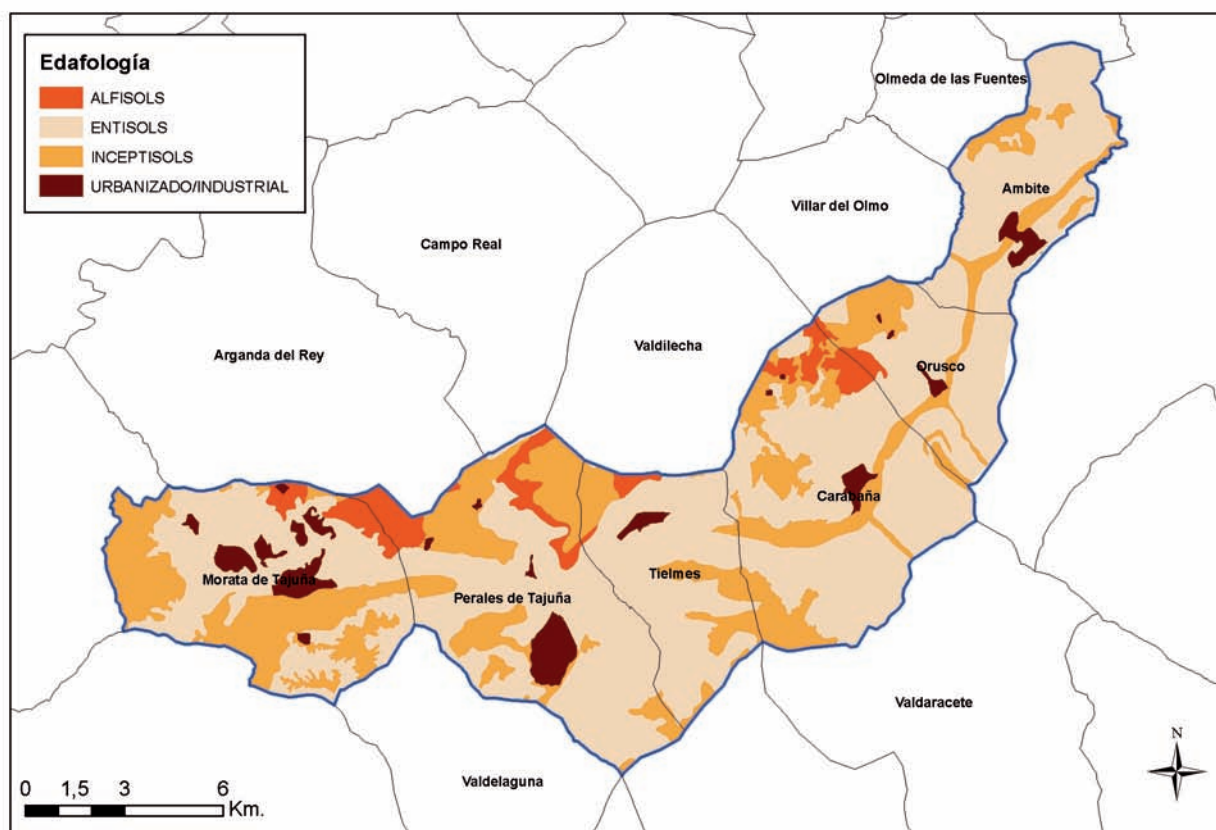 Edafología
ALFISOLS
ENTISOLS
INCEPTISOLS
URBANIZADO/INDUSTRIAL
Olmeda de las Fuentes
Ambite
Villar del Olmo
Campo Real
Valdilecha
Arganda del Rey
Orusco
Carabaña
Tielmes
Morata de Tajuña
Perales de Tajuña
Valdaracete
Valdelaguna
N
0 1,5 3 6
Km.